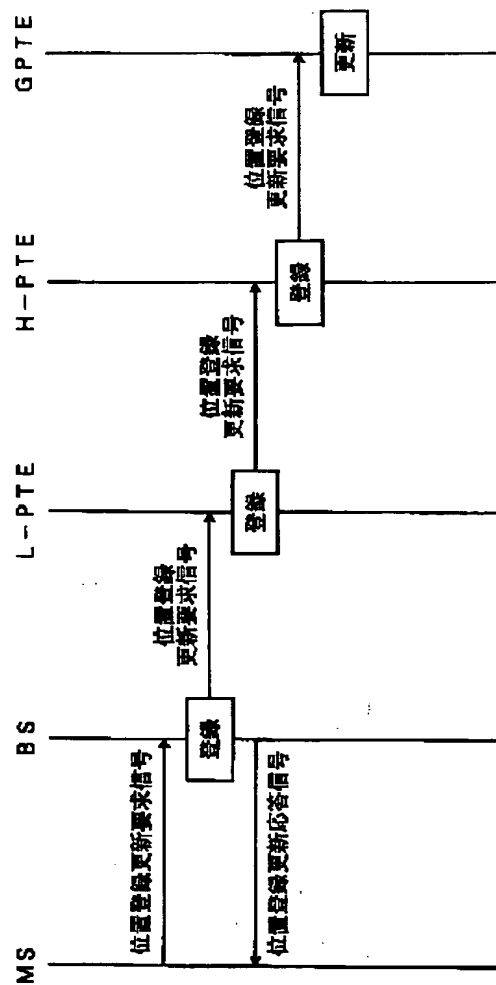 MS
BS
L-PTE
H-PTE
GPTE
位置登録更新要求信号
登録
位置登録
更新要求信号
位置登録更新応答信号
登録
位置登録
更新要求信号
登録
位置登録
更新要求信号
更新